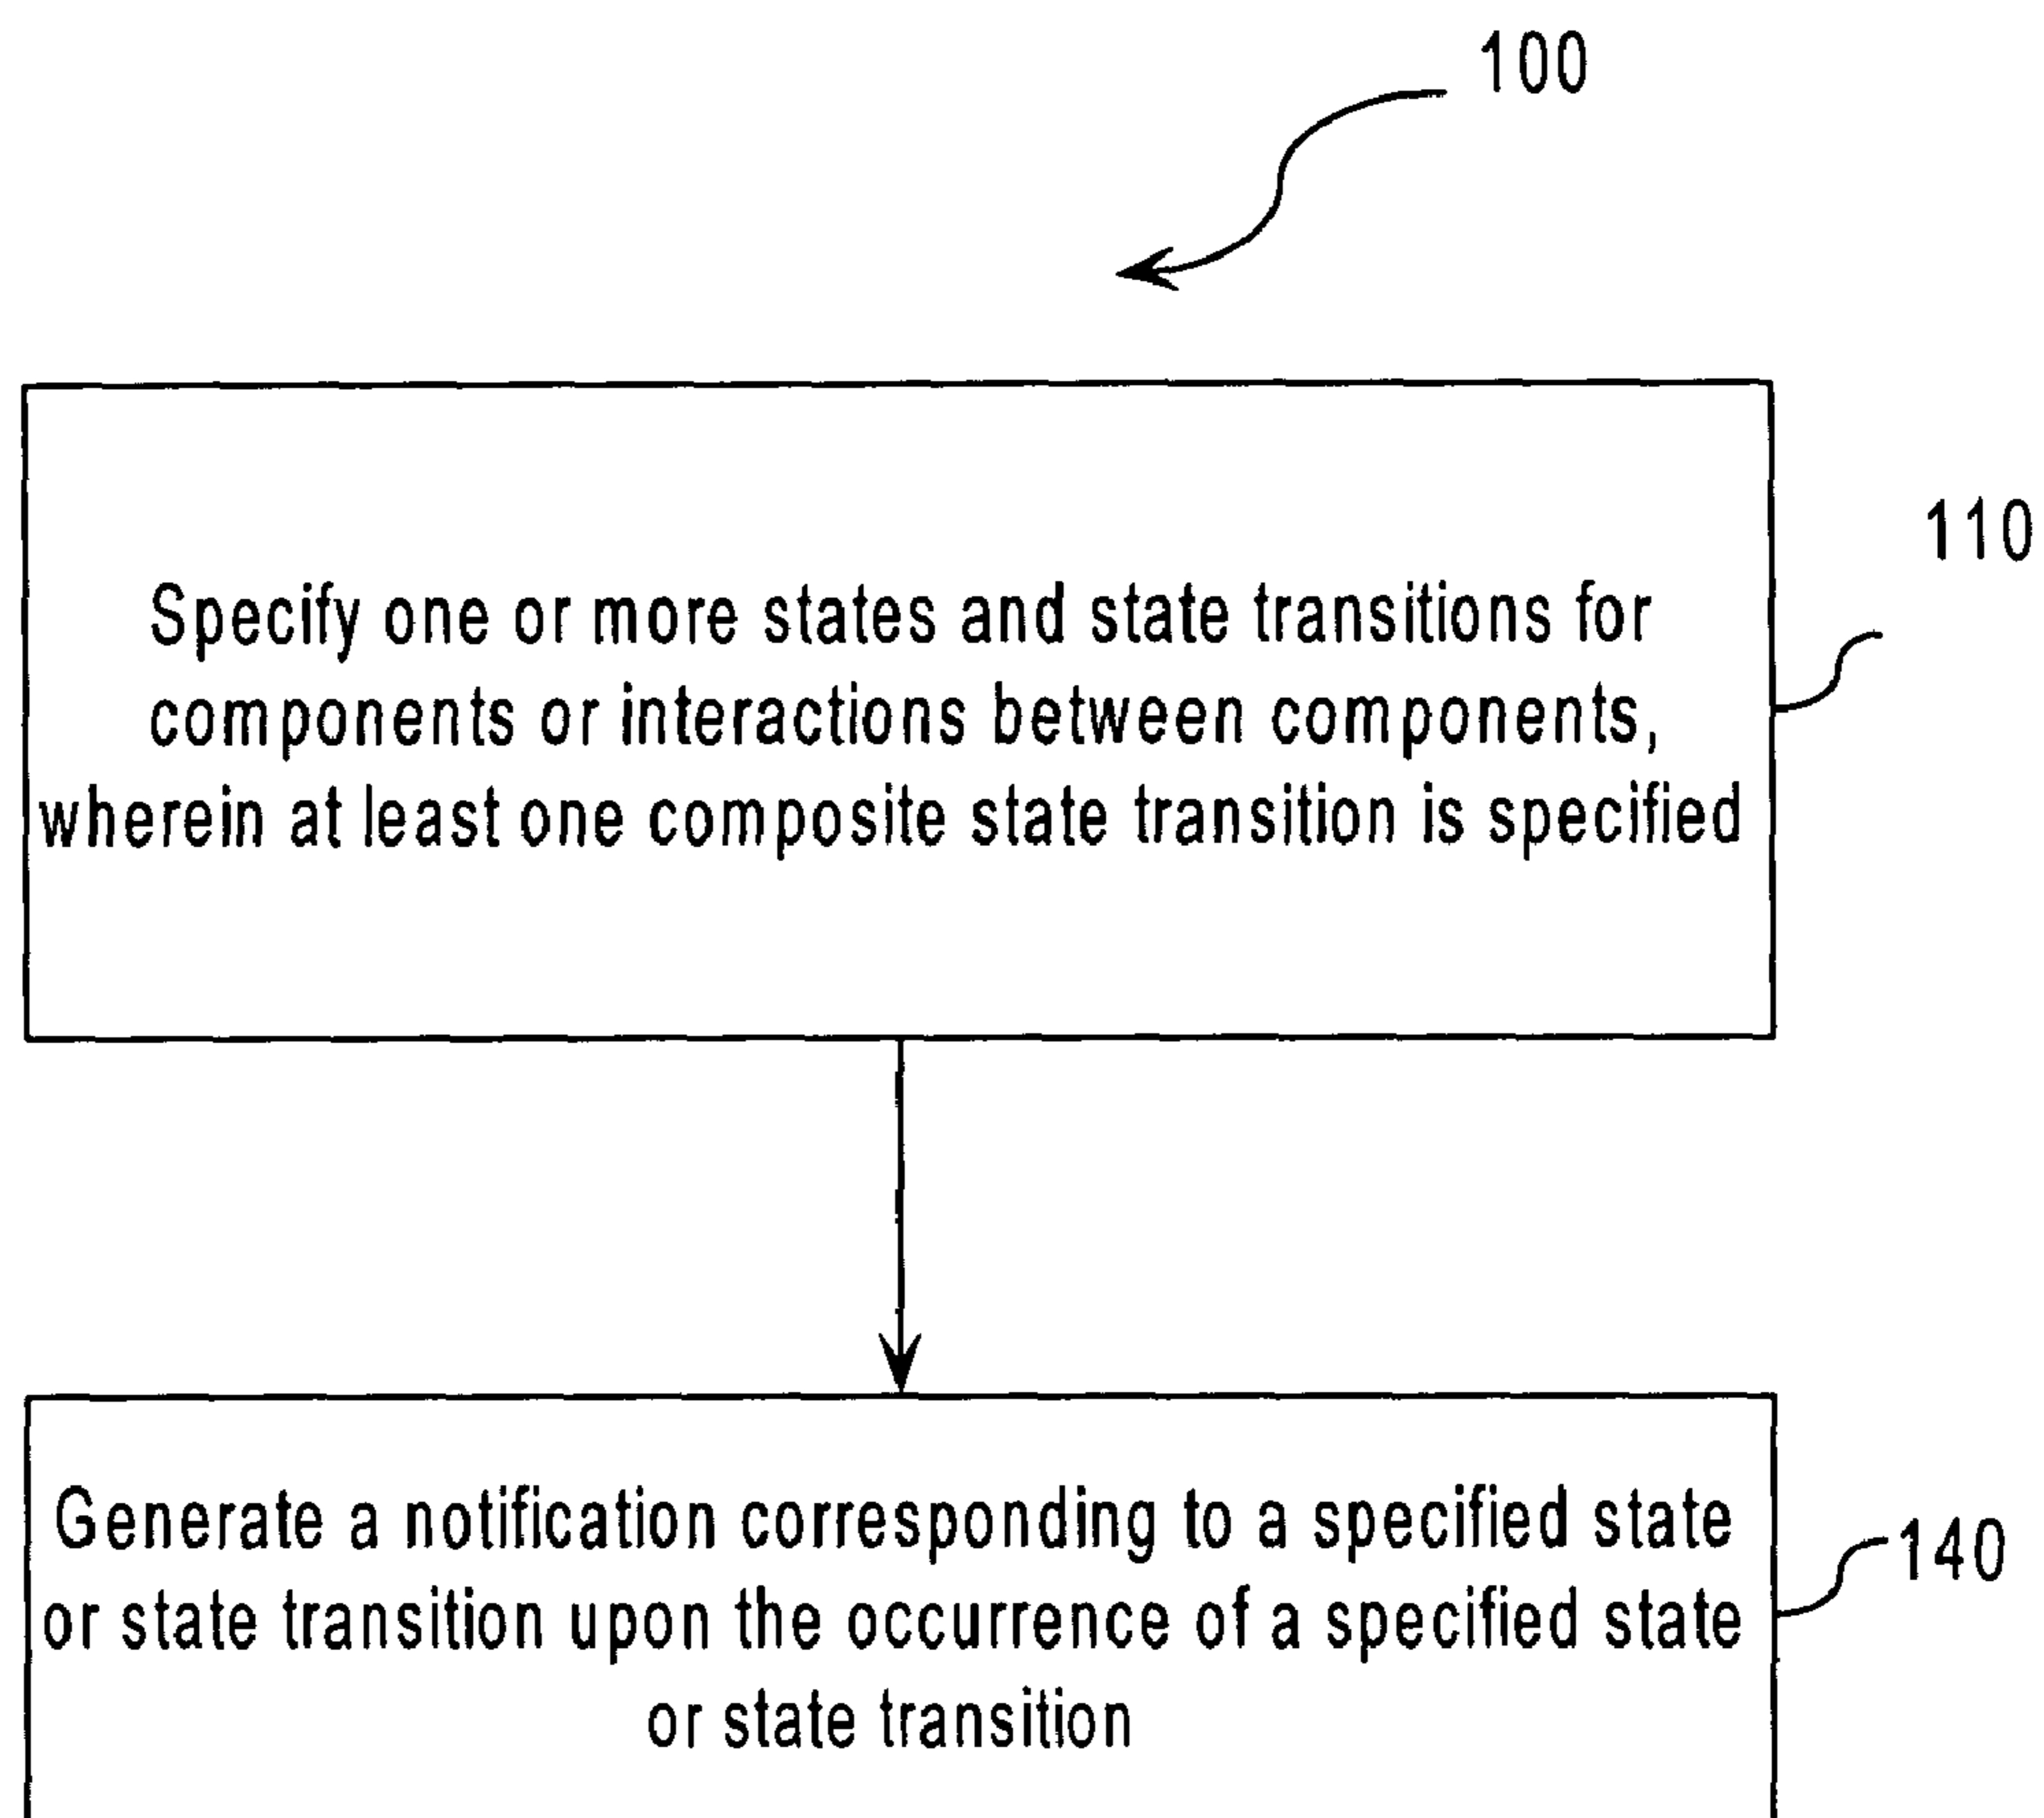 100
110
Specify one or more states and state transitions for
components or interactions between components,
wherein at least one composite state transition is specified
Generate a notification corresponding to a specified state
140
or state transition upon the occurrence of a specified state
or state transition